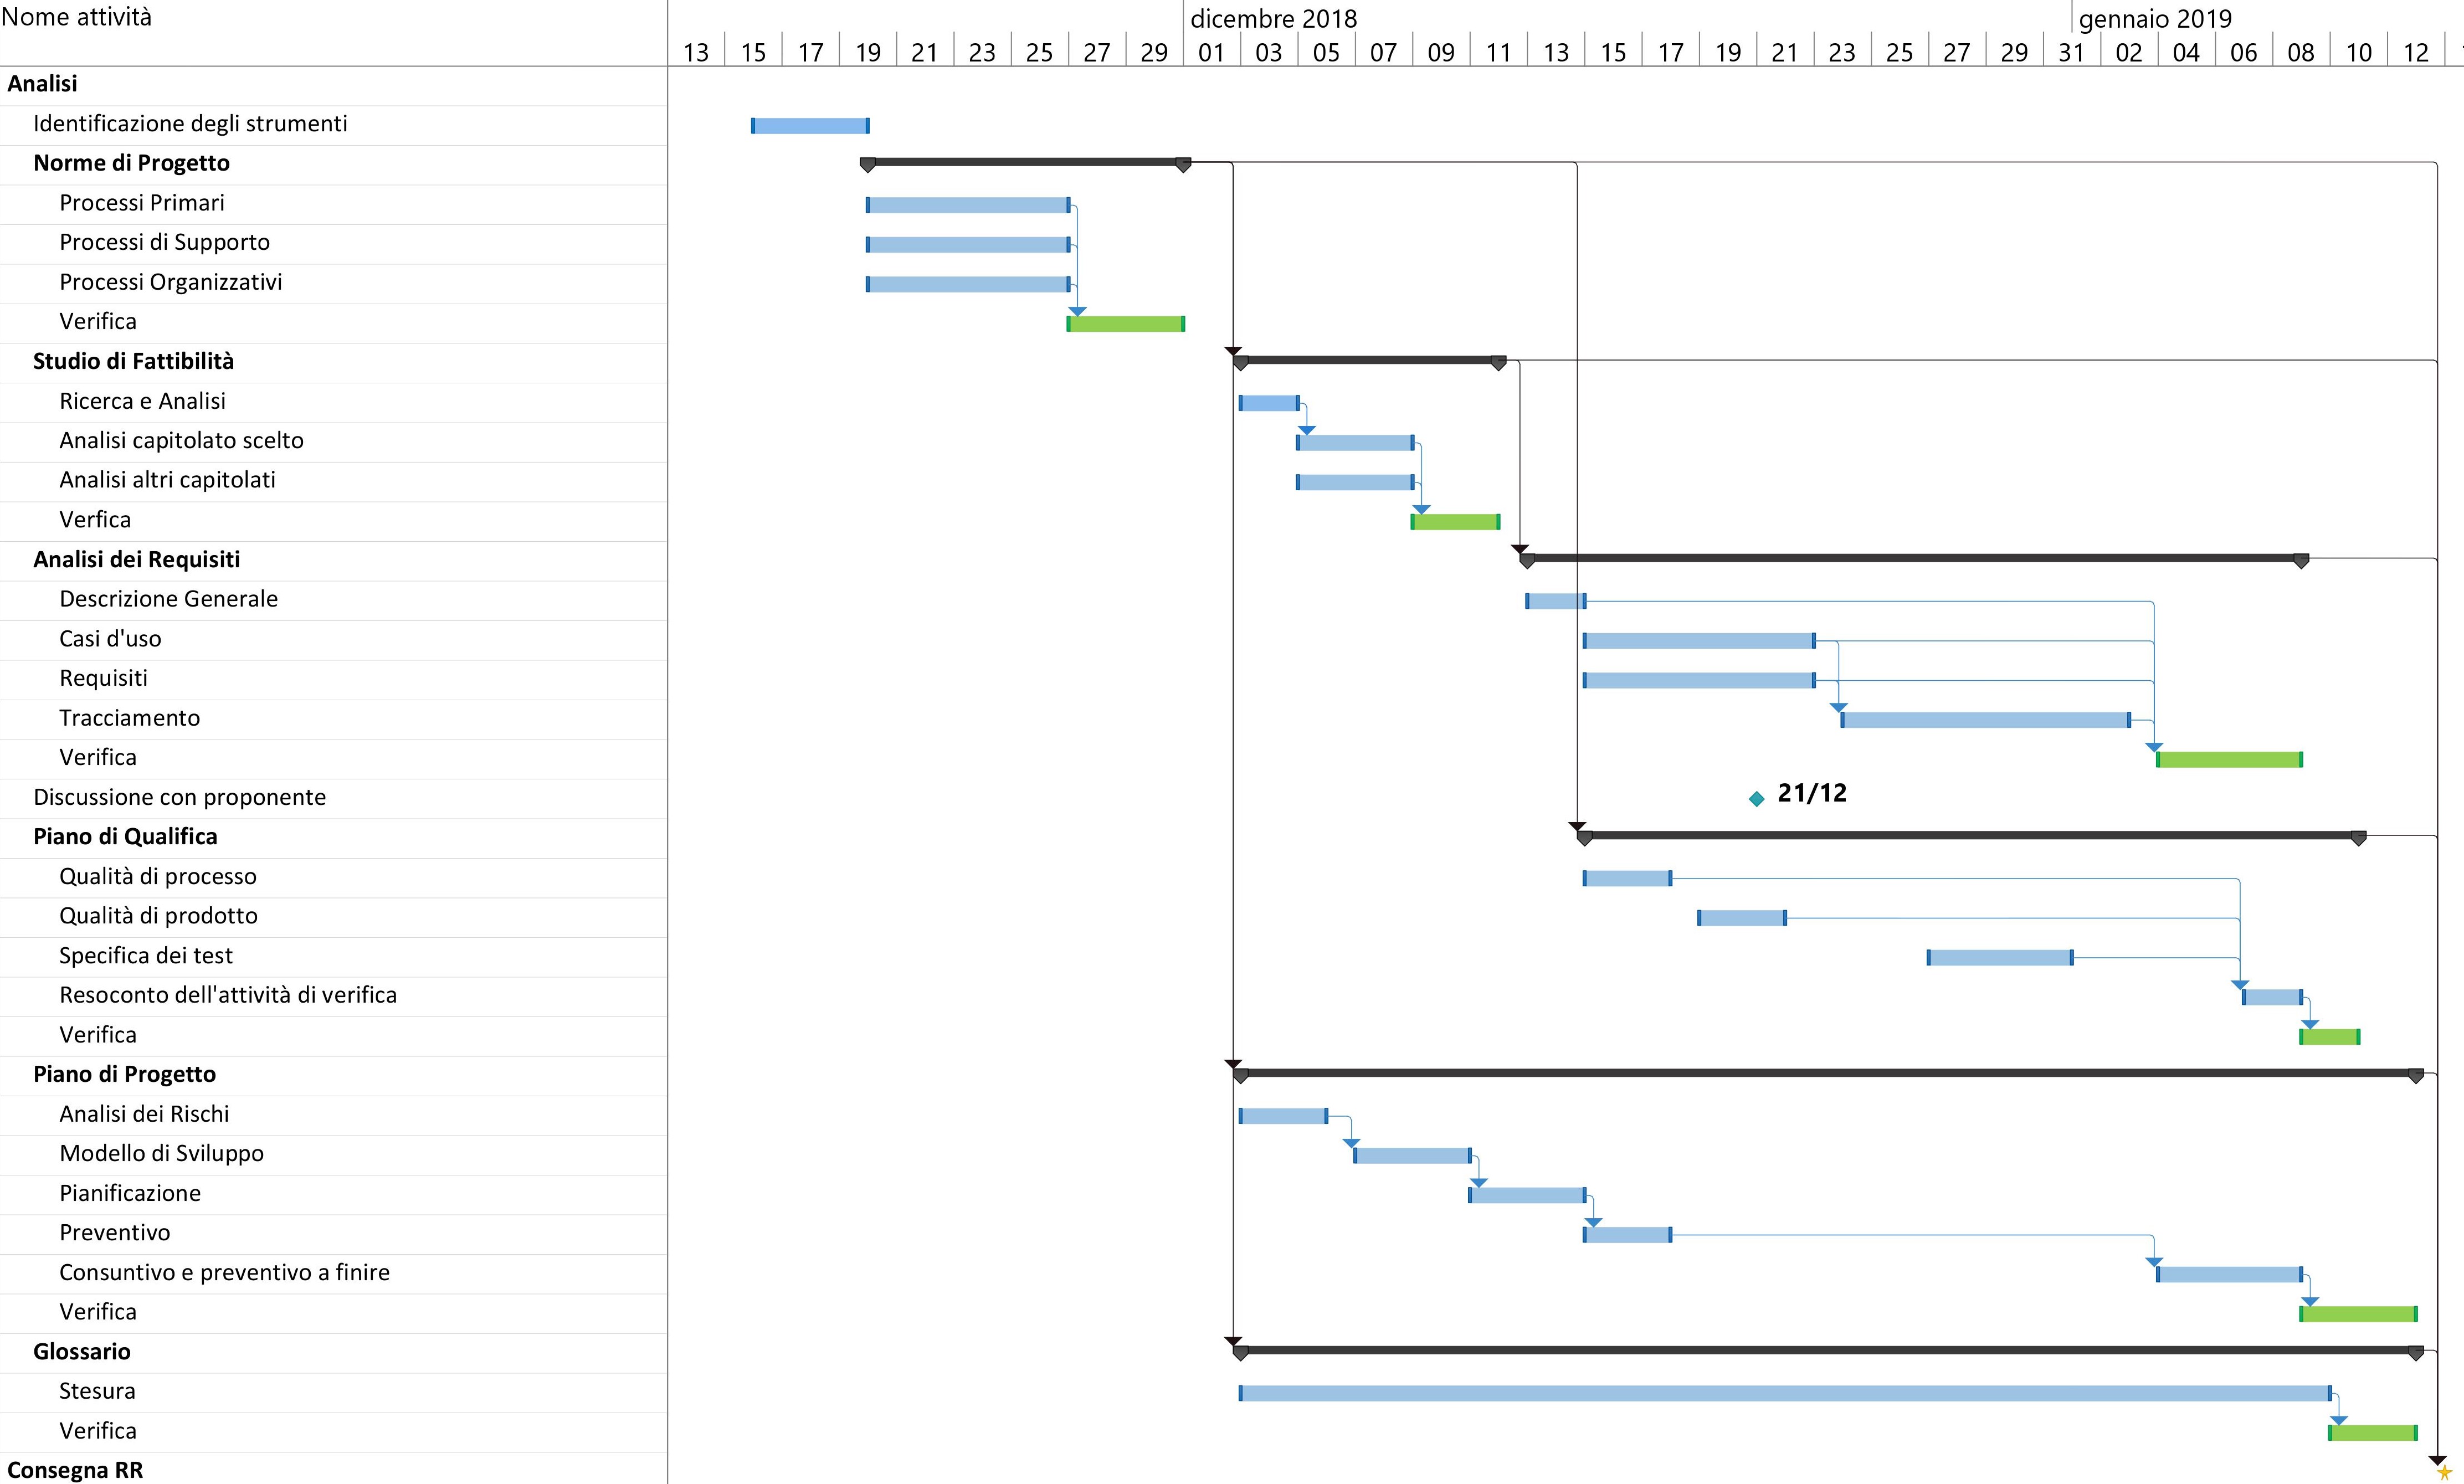 Nome attività
dicembre 2018 gennaio 2019
13 15 17 19 21 23 25 27 29 01 03 05 07 09 11 13 15 17 19 21 23 25 27 29 31 02 04 06 08 10 12
Analisi
Identificazione degli strumenti
Norme di Progetto
Processi Primari
Processi di Supporto
Processi Organizzativi
Verifica
Studio di Fattibilità
Ricerca e Analisi
Analisi capitolato scelto
Analisi altri capitolati
Verfica
Analisi dei Requisiti
Descrizione Generale
Casi d'uso
Requisiti
Tracciamento
Verifica
Discussione con proponente 21/12
Piano di Qualifica
Qualità di processo
Qualità di prodotto
Specifica dei test
Resoconto dell'attività di verifica
Verifica
Piano di Progetto
Analisi dei Rischi
Modello di Sviluppo
Pianificazione
Preventivo
Consuntivo e preventivo a finire
Verifica
Glossario
Stesura
Verifica
Consegna RR